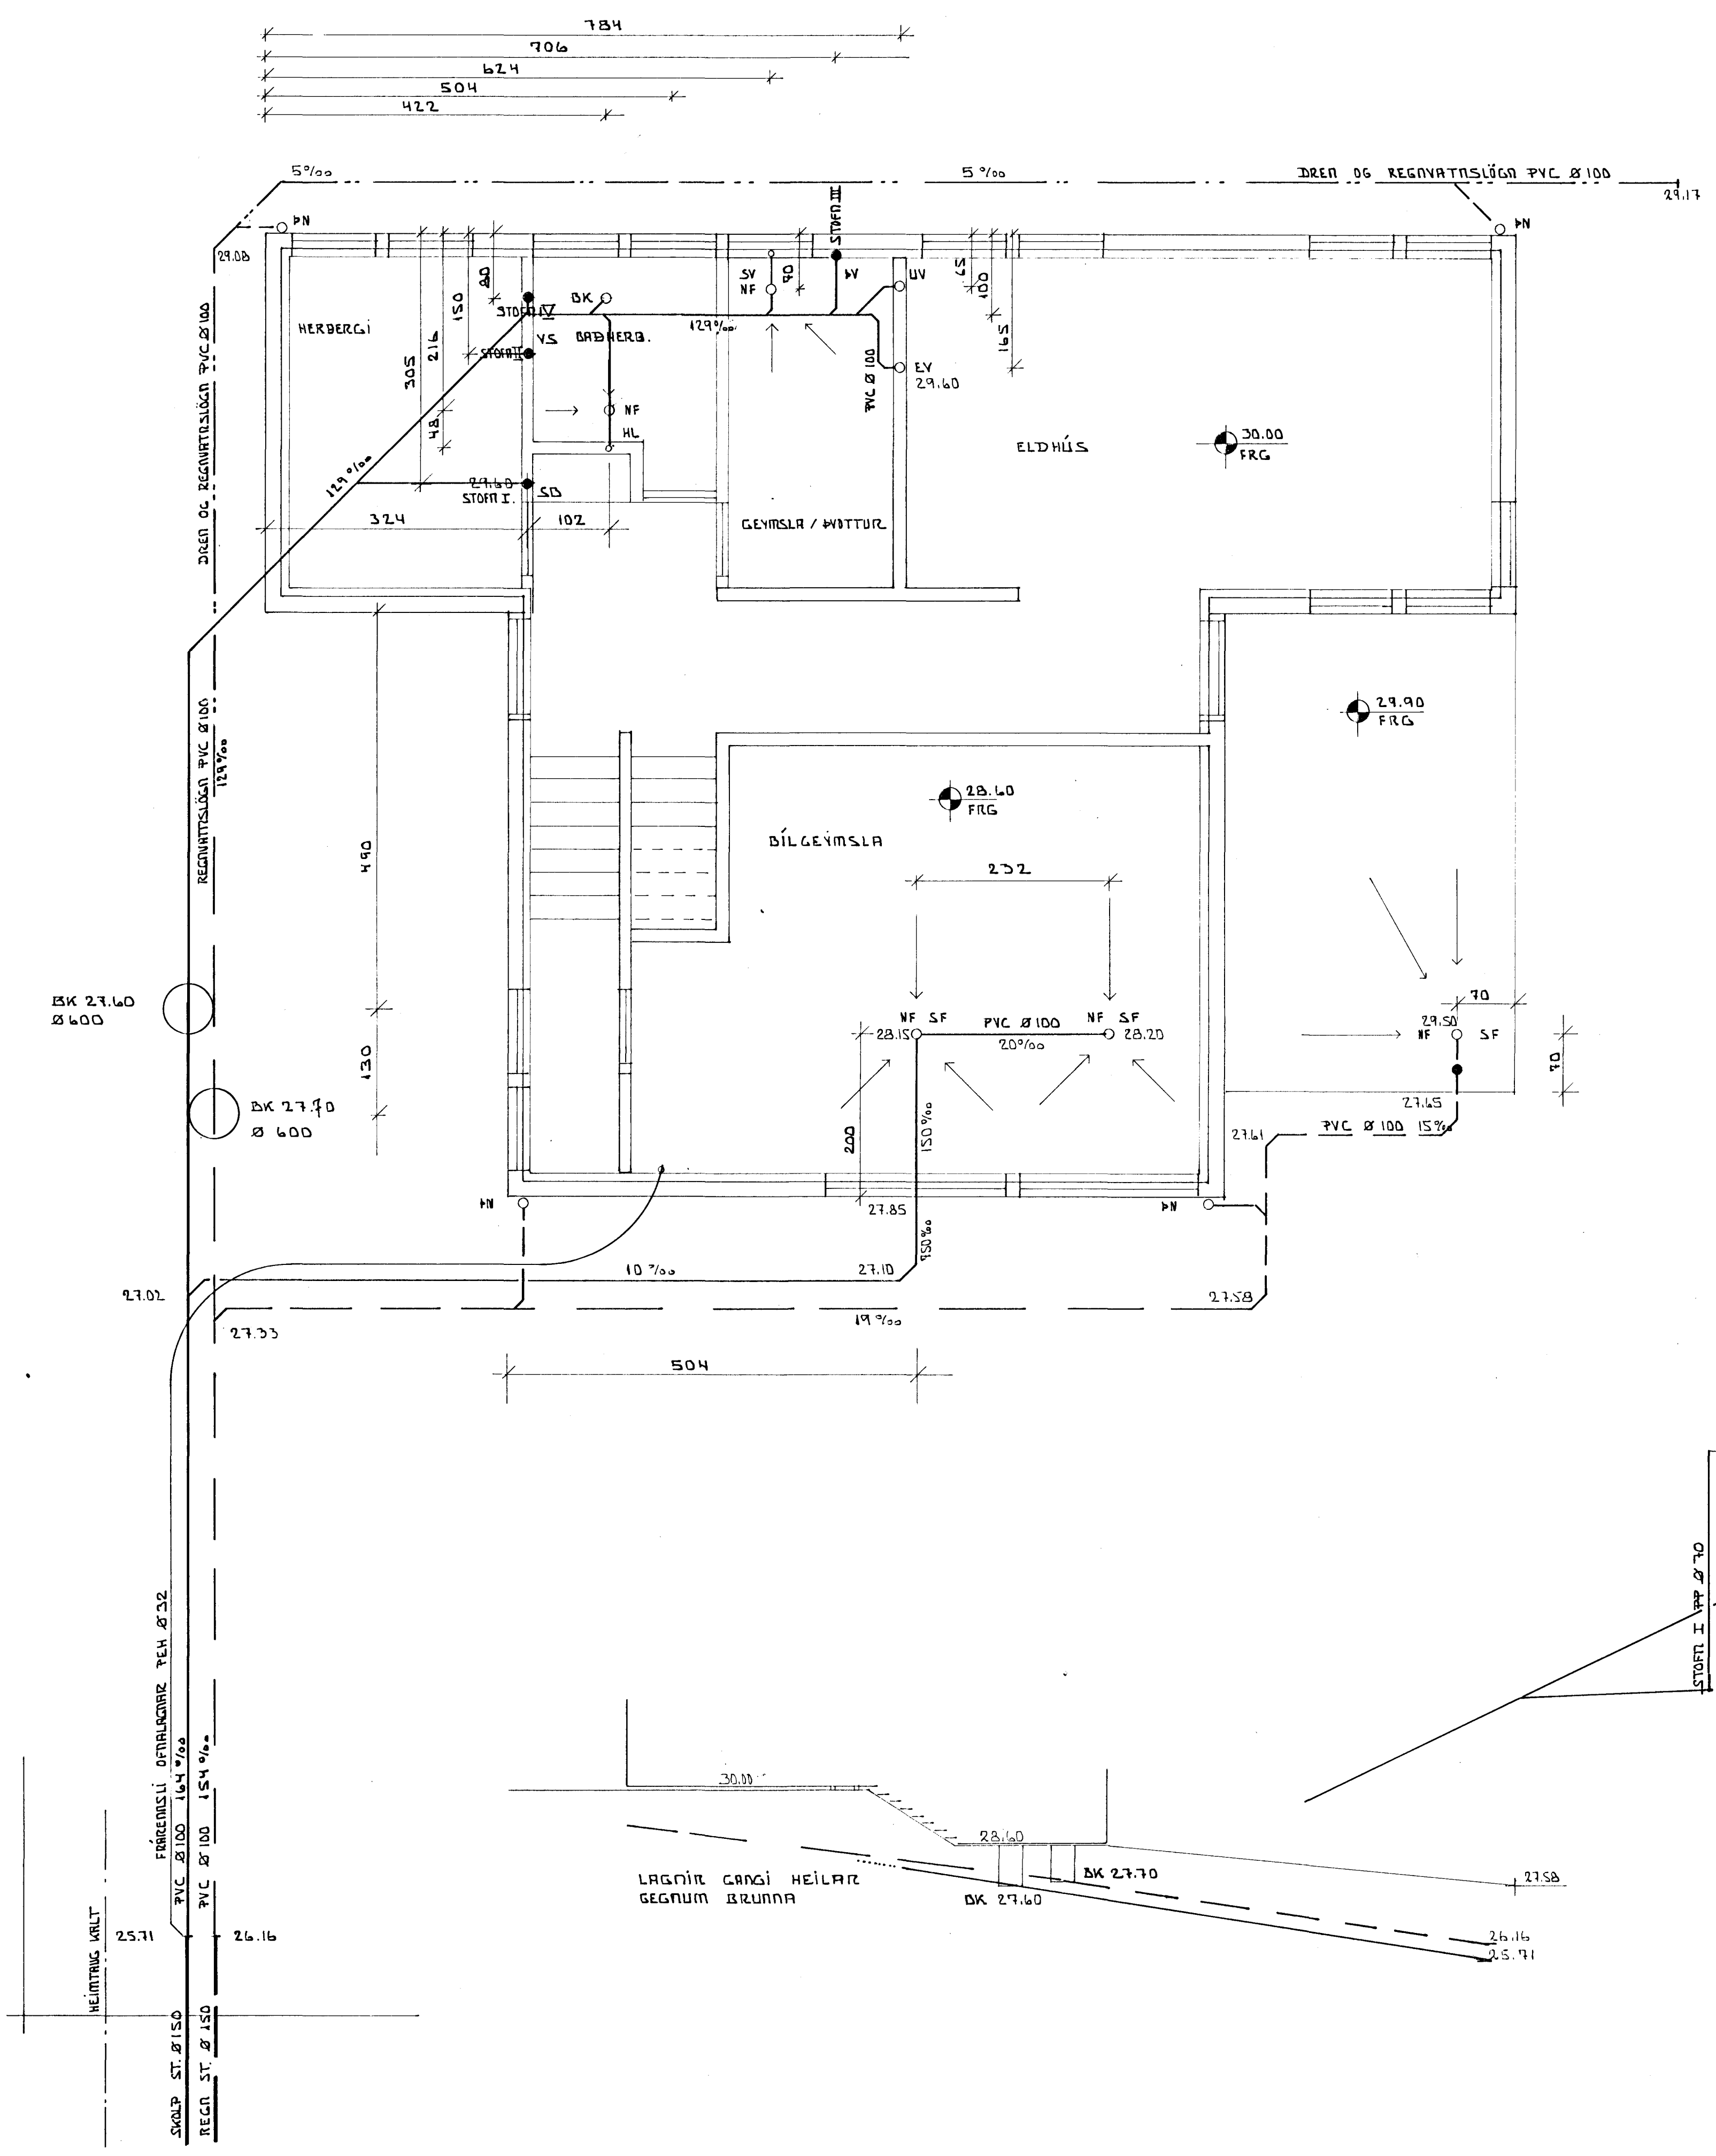 784
706
624
504
422
5‰
5‰
DREN OG REGNVATNSLÖGN PVC Ø100
29.17
ÞN
ÞN
29.08
STOFN III
SV
NF
70
ÞV
UV
65
100
165
80
150
216
305
48
BK
STOFN IV
VS
STOFN II
BAÐHERB.
129‰
HERBERGI
PVC Ø100
EV
29.60
NF
HL
ELDHÚS
30.00
FRG
DREN OG REGNVATNSLÖGN PVC Ø100
129‰
29.60
STOFN I.
SD
324
102
GEYMSLA / ÞVOTTUR
REGNVATNSLÖGN PVC Ø100
129‰
29.90
FRG
28.60
FRG
BÍLGEYMSLA
490
232
BK 27.60
Ø600
130
NF SF
28.15
PVC Ø100
20‰
NF SF
28.20
70
29.50
NF
SF
70
BK 27.70
Ø 600
200
150‰
27.65
PVC Ø100 15‰
27.61
ÞN
27.85
ÞN
750‰
10‰
27.10
27.02
27.58
19‰
27.33
504
FRÁRENNSLI OFNALAGNAR PEH Ø32
PVC Ø100 164‰
PVC Ø100 154‰
STOFN I PP Ø70
30.00
28.60
LAGNIR GANGI HEILAR
GEGNUM BRUNNA
BK 27.60
BK 27.70
27.58
26.16
25.71
HEIMTAUG KALT
25.71
26.16
SKOLP ST. Ø150
REGN ST. Ø150